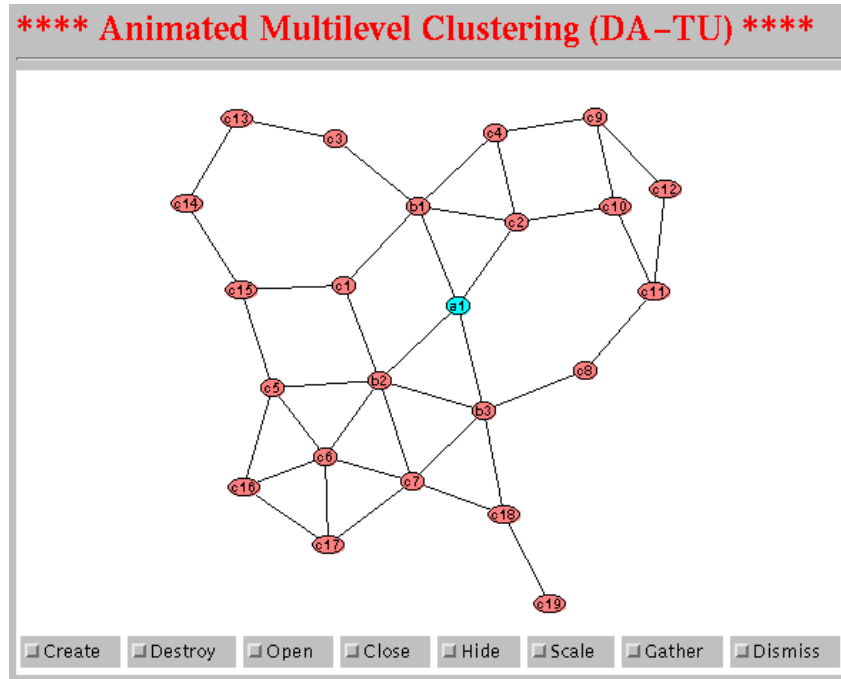 **** Animated Multilevel Clustering (DA-TU) ****
c13
c3
c9
c4
c12
c14
b1
c10
c2
c15
c1
c11
a1
c8
c5
b2
b3
c6
c16
c7
c18
c17
c19
Create Destroy Open Close Hide Scale Gather Dismiss